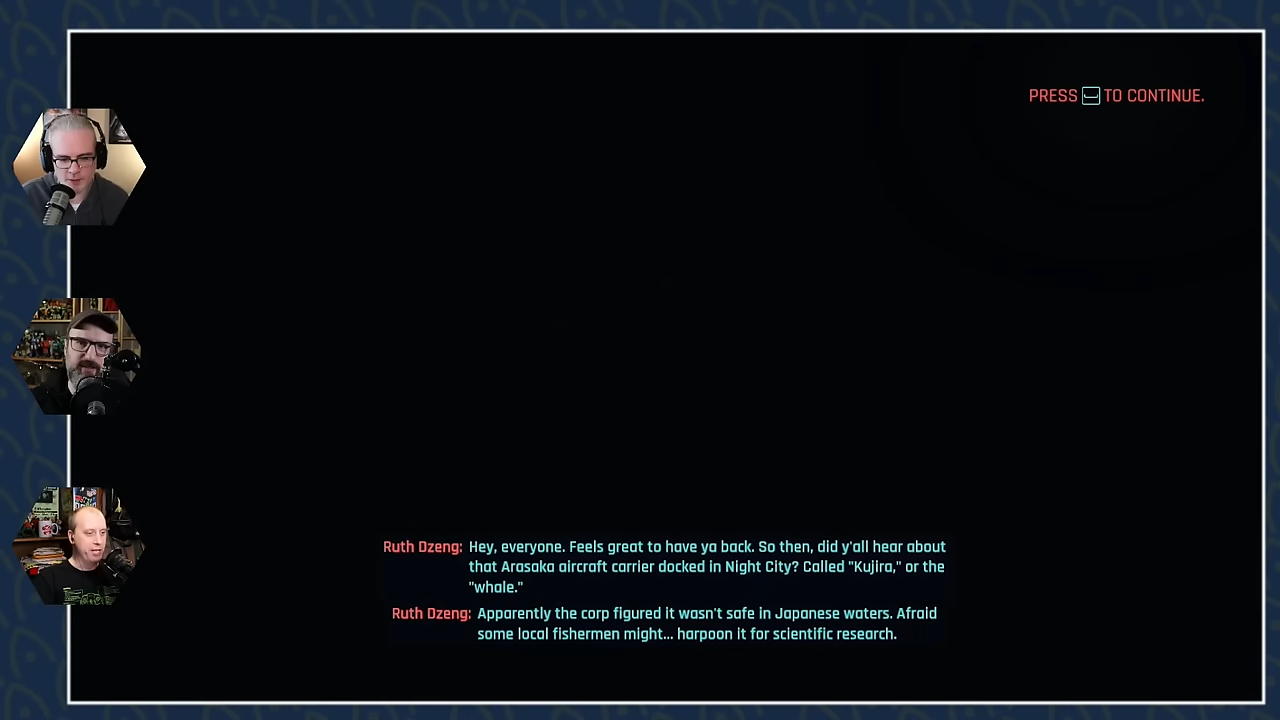 PRESS TO CONTINUE.
Ruth Dzeng: Hey, everyone. Feels great to have ya back. So then, did y'all hear about
that Arasaka aircraft carrier docked in Night City? Called "Kujira," or the
"whale."
Ruth Dzeng: Apparently the corp figured it wasn't safe in Japanese waters. Afraid
some local fishermen might... harpoon it for scientific research.